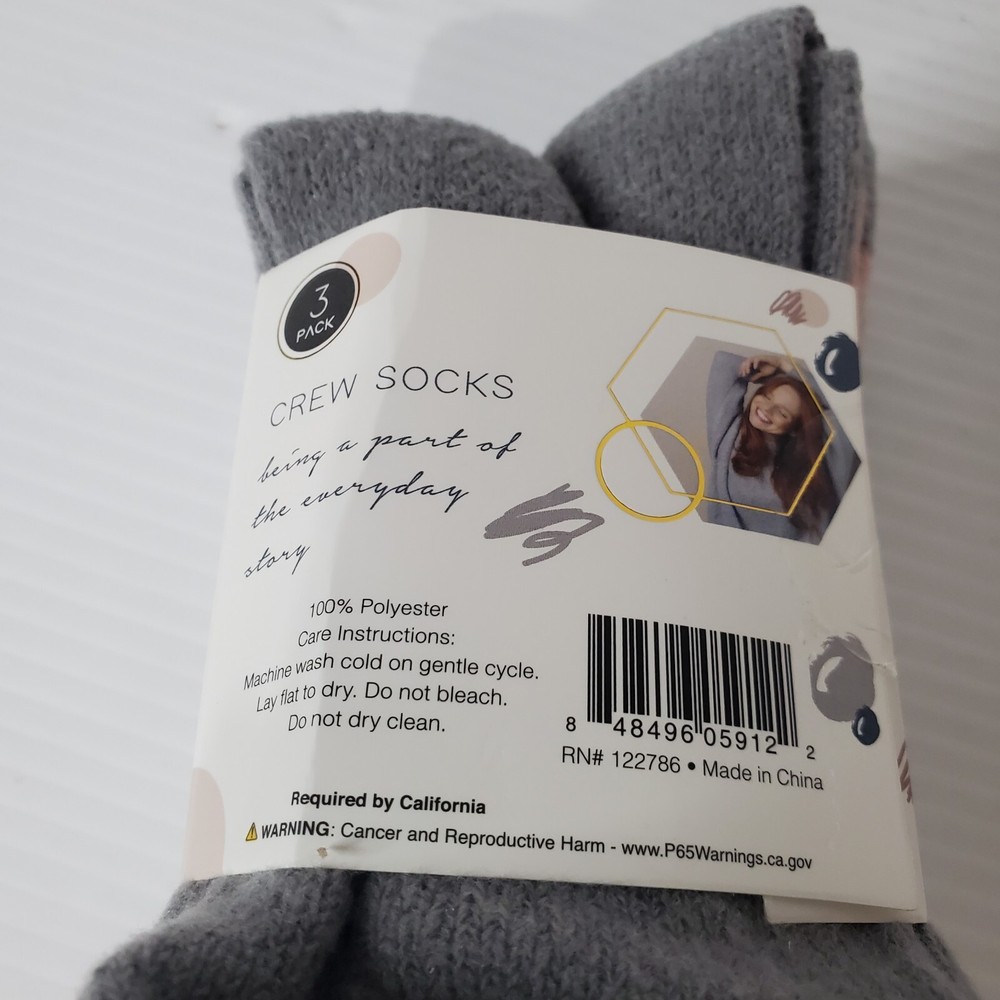 3
PACK
CREW SOCKS
being a part of
the everyday
story
100% Polyester
Care Instructions:
Machine wash cold on gentle cycle.
Lay flat to dry. Do not bleach.
Do not dry clean.
8 48496 05912 2
RN# 122786 • Made in China
Required by California
WARNING: Cancer and Reproductive Harm - www.P65Warnings.ca.gov